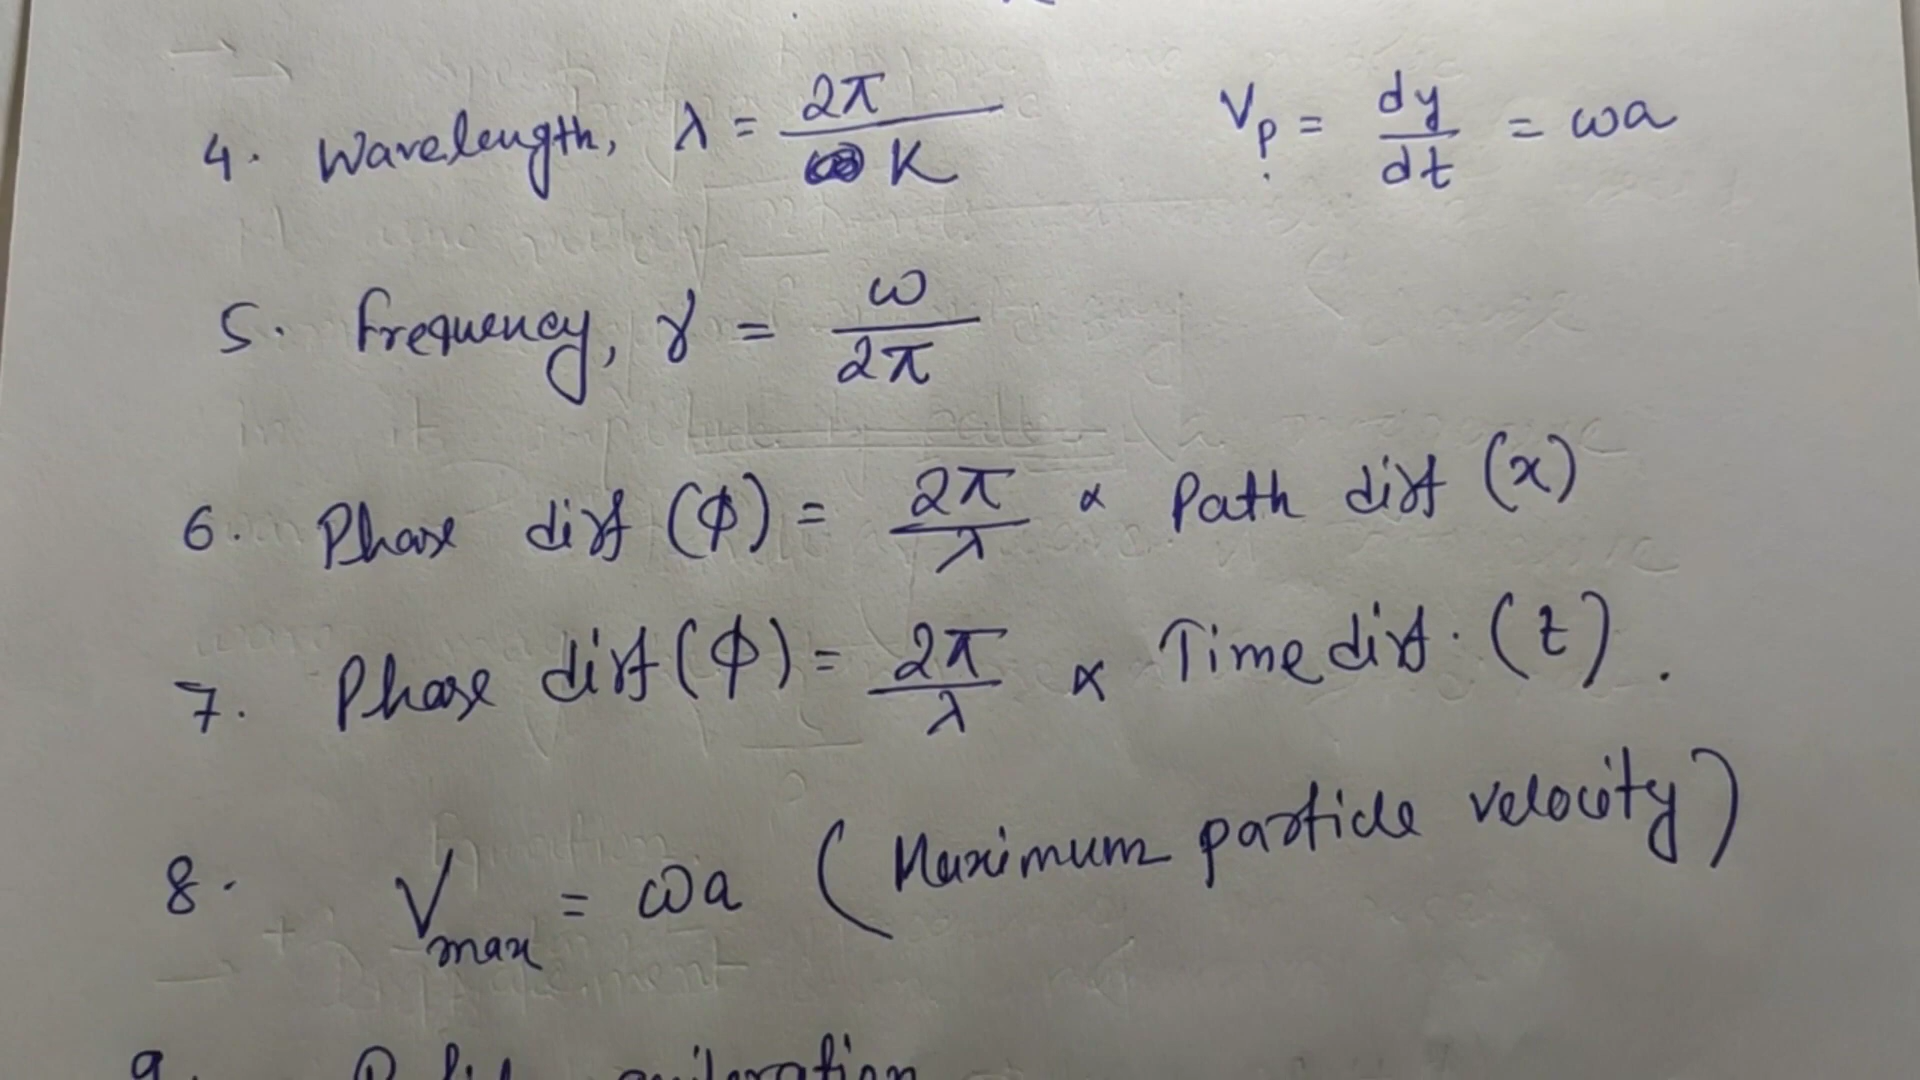 4. Wavelength, λ = 2π / K
Vp = dy/dt = ωa
5. Frequency, γ = ω / 2π
6. Phase diff (ϕ) = 2π/λ × Path diff (x)
7. Phase diff (ϕ) = 2π/λ × Time diff. (t).
8. Vmax = ωa (Maximum particle velocity)
9.